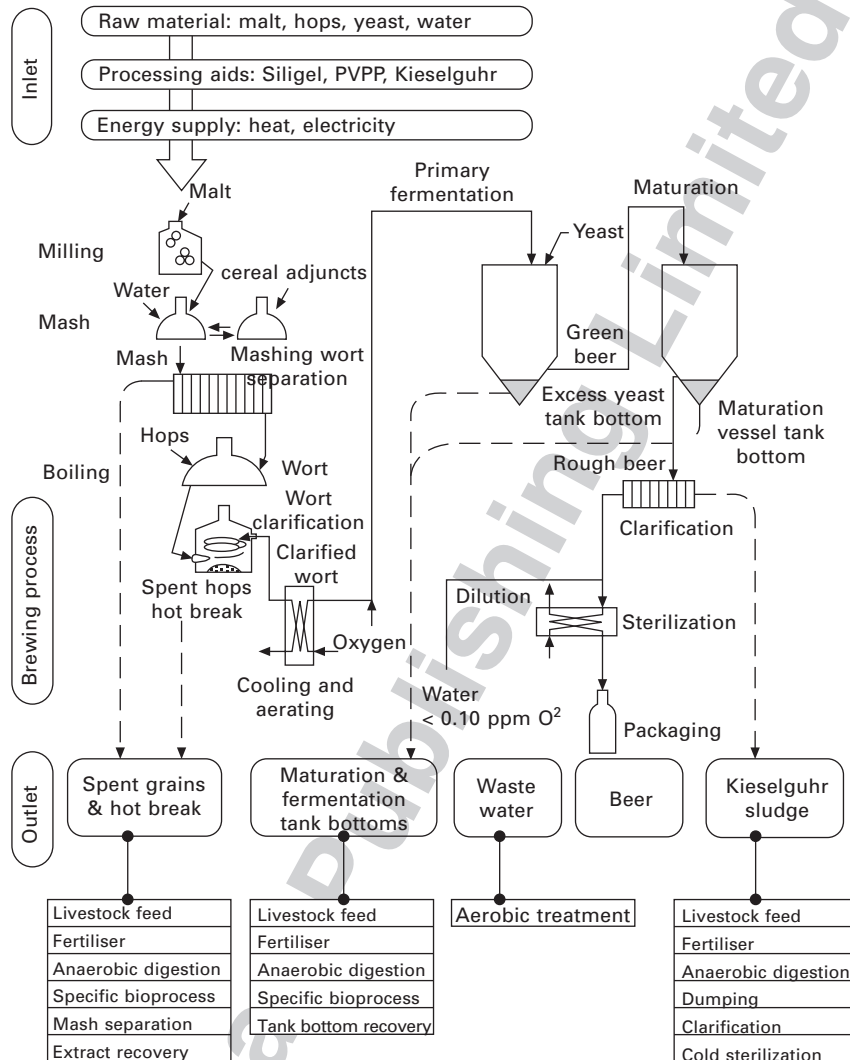 Inlet
Raw material: malt, hops, yeast, water
Processing aids: Siligel, PVPP, Kieselguhr
Energy supply: heat, electricity
Malt
Milling
Water
cereal adjuncts
Mash
Mash
Mashing wort
separation
Hops
Boiling
Wort
Wort
clarification
Clarified
wort
Spent hops
hot break
Oxygen
Cooling and
aerating
Primary
fermentation
Maturation
Yeast
Green
beer
Excess yeast
tank bottom
Maturation
vessel tank
bottom
Rough beer
Clarification
Dilution
Sterilization
Water
< 0.10 ppm O²
Packaging
Brewing process
Outlet
Spent grains
& hot break
Maturation &
fermentation
tank bottoms
Waste
water
Beer
Kieselguhr
sludge
Livestock feed
Fertiliser
Anaerobic digestion
Specific bioprocess
Mash separation
Extract recovery
Livestock feed
Fertiliser
Anaerobic digestion
Specific bioprocess
Tank bottom recovery
Aerobic treatment
Livestock feed
Fertiliser
Anaerobic digestion
Dumping
Clarification
Cold sterilization
Publishing Limited